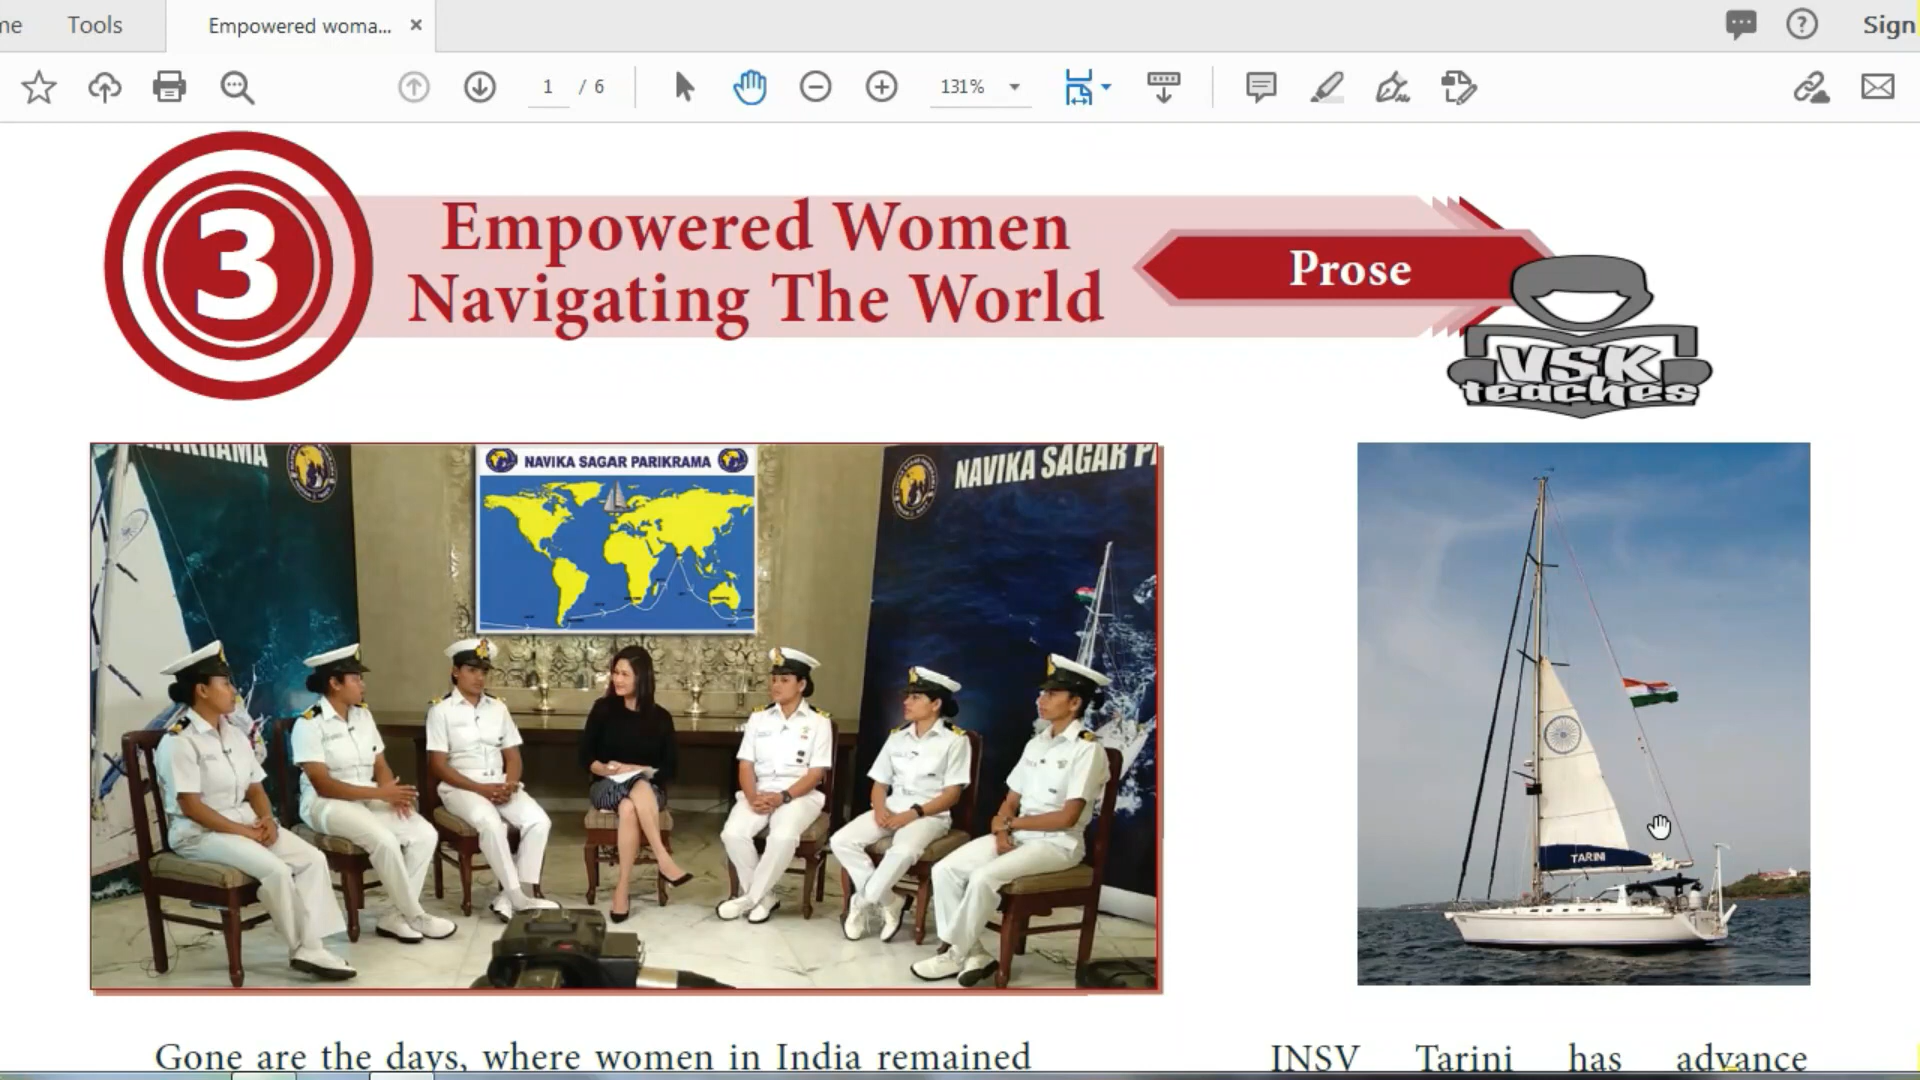 me Tools Empowered woma... × Sign
1 / 6 131%
3
Empowered Women
Navigating The World
Prose
VSK
teaches
NAVIKA SAGAR PARIKRAMA
NAVIKA SAGAR P
TARINI
Gone are the days, where women in India remained
INSV Tarini has advance